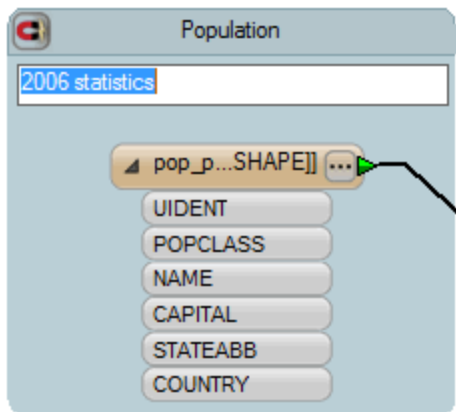 Population
2006 statistics
pop_p...SHAPE]] ...
UIDENT
POPCLASS
NAME
CAPITAL
STATEABB
COUNTRY